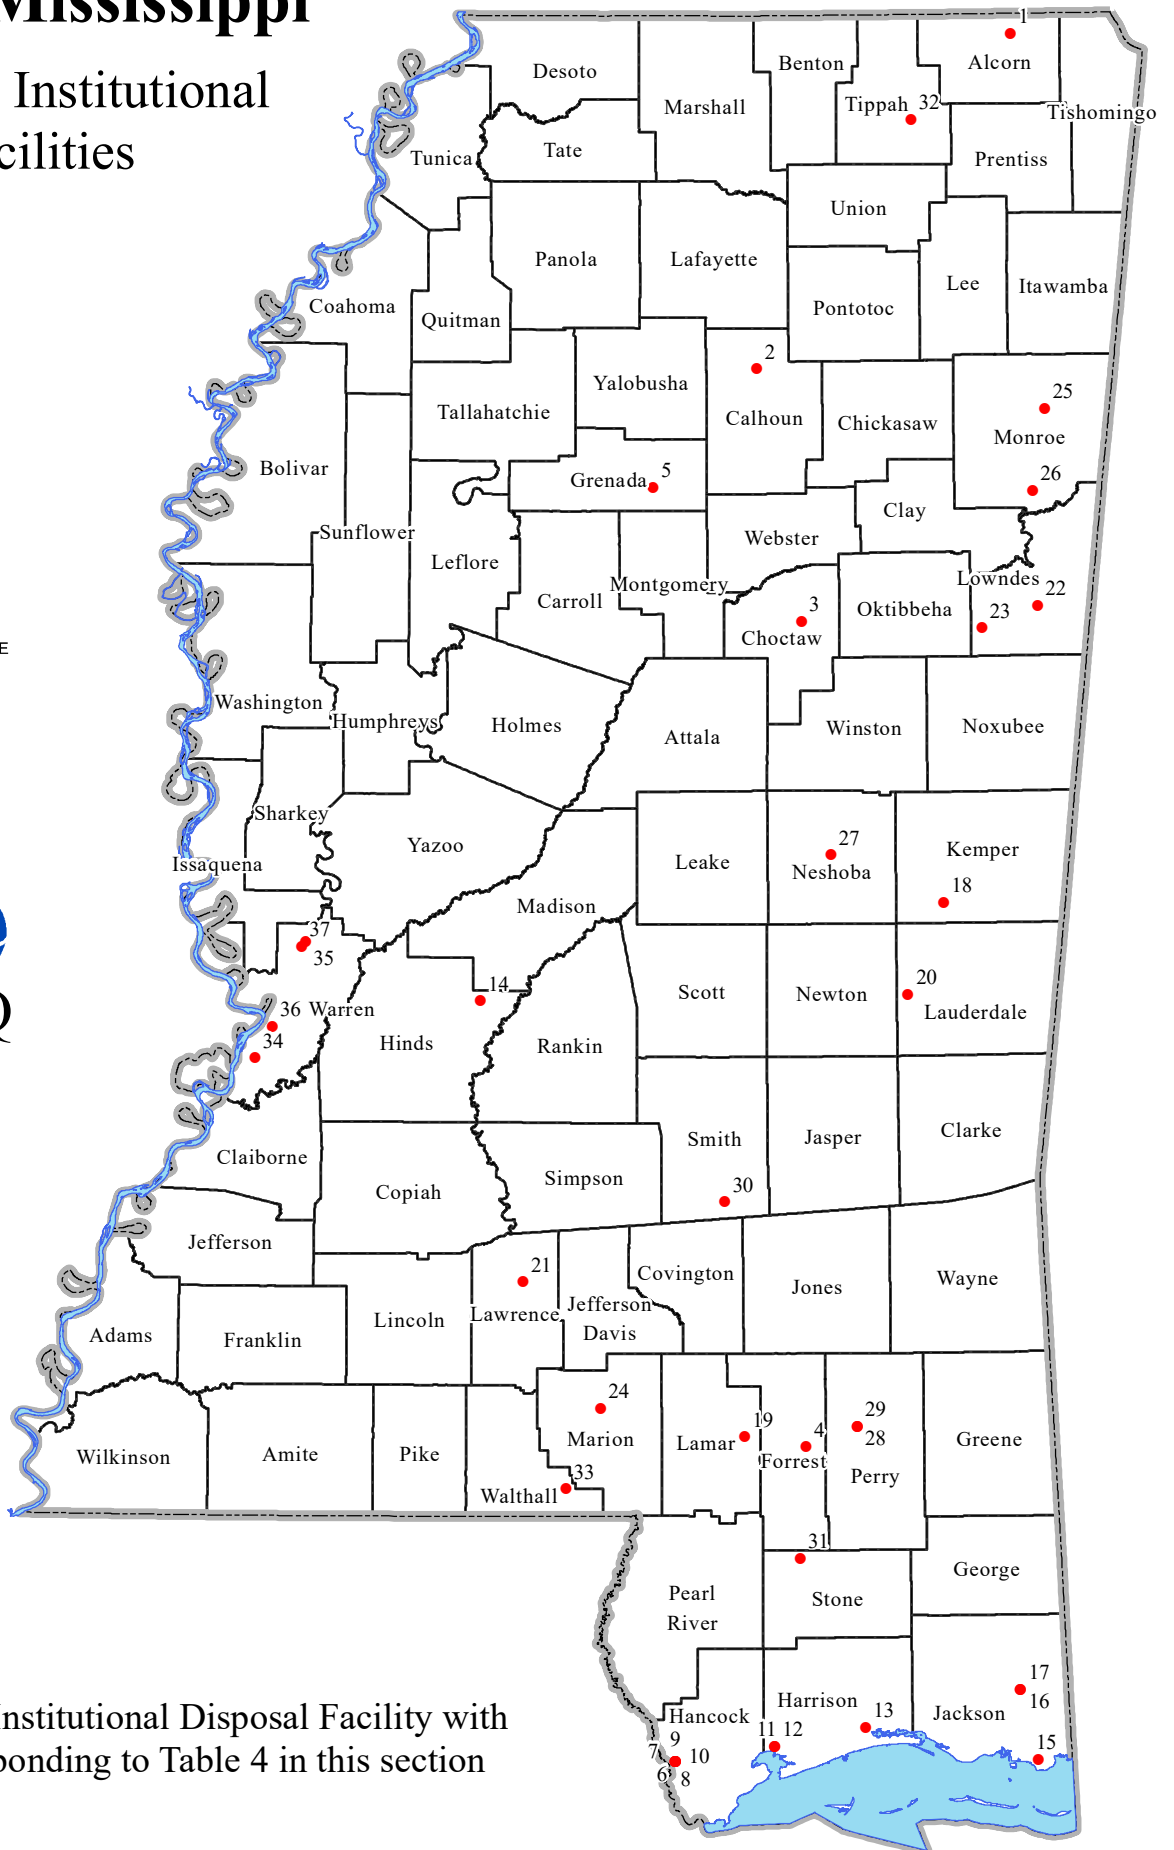 Mississippi
Institutional
cilities
1
Desoto
Benton
Alcorn
Marshall
Tippah
32
Tishomingo
Tunica
Tate
Prentiss
Union
Panola
Lafayette
Lee
Itawamba
Coahoma
Quitman
Pontotoc
2
Yalobusha
25
Tallahatchie
Calhoun
Chickasaw
Monroe
Bolivar
Grenada
5
26
Clay
Sunflower
Webster
Leflore
Montgomery
Lowndes
Carroll
3
Oktibbeha
22
23
Choctaw
E
Washington
Humphreys
Holmes
Attala
Winston
Noxubee
Sharkey
Yazoo
27
Kemper
Issaquena
Leake
Neshoba
18
Madison
37
35
14
Scott
Newton
20
36
Warren
Lauderdale
34
Hinds
Rankin
Smith
Jasper
Clarke
Claiborne
Copiah
Simpson
30
Jefferson
21
Covington
Jones
Wayne
Adams
Franklin
Lincoln
Lawrence
Jefferson
Davis
24
29
19
4
28
Wilkinson
Amite
Pike
Marion
Lamar
Forrest
Perry
Greene
33
Walthall
31
George
Pearl
River
Stone
17
16
Harrison
13
Jackson
Hancock
Institutional Disposal Facility with
9
11
12
15
7
10
ponding to Table 4 in this section
6
8